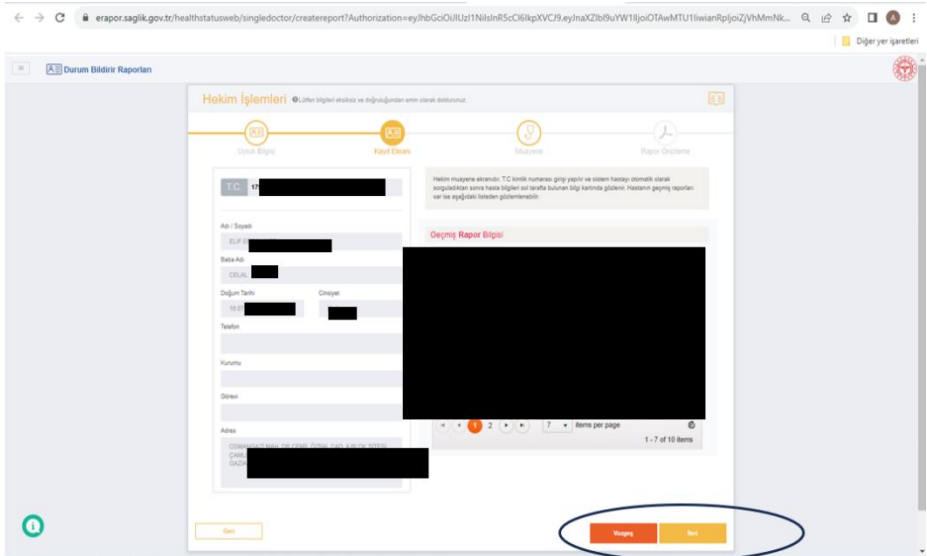 erapor.saglik.gov.tr/healthstatusweb/singledoctor/createreport?Authorization=
Diğer yer işaretleri
Durum Bildirir Raporları
Hekim İşlemleri Lütfen bilgileri eksiksiz ve doğruluğundan emin olarak doldurunuz.
Uyruk Bilgisi
Kayıt Ekranı
Muayene
Rapor Önizleme
T.C. 17
Hekim muayene ekranıdır. T.C kimlik numarası girişi yapılır ve sistem hastayı otomatik olarak
sorguladıktan sonra hasta bilgileri sol tarafta bulunan bilgi kartında gözlenir. Hastanın geçmiş raporları
var ise aşağıdaki listeden gözlemlenebilir.
Adı / Soyadı
ELİF
Geçmiş Rapor Bilgisi
Baba Adı
CELAL
Doğum Tarihi
Cinsiyet
Telefon
Kurumu
Görevi
Adres
OSMANGAZİ MAH.
1 2 7 items per page
1 - 7 of 10 items
Geri
Vazgeç
İleri